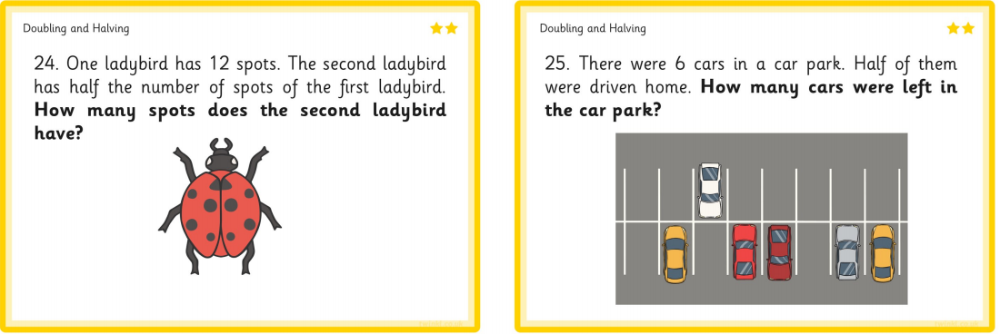 Doubling and Halving
24. One ladybird has 12 spots. The second ladybird
has half the number of spots of the first ladybird.
How many spots does the second ladybird
have?
Doubling and Halving
25. There were 6 cars in a car park. Half of them
were driven home. How many cars were left in
the car park?